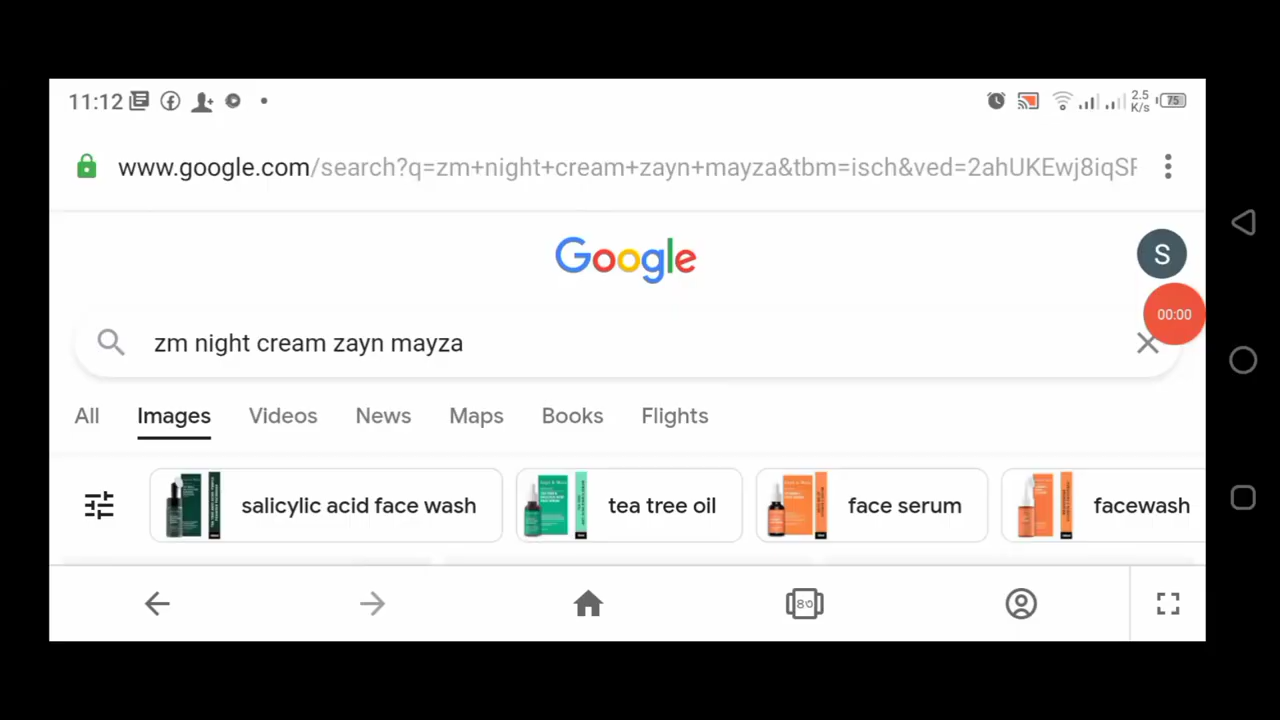 11:12
2.5 K/s
75
www.google.com/search?q=zm+night+cream+zayn+mayza&tbm=isch&ved=2ahUKEwj8iqSF
Google
S
00:00
zm night cream zayn mayza
All Images Videos News Maps Books Flights
salicylic acid face wash tea tree oil face serum facewash